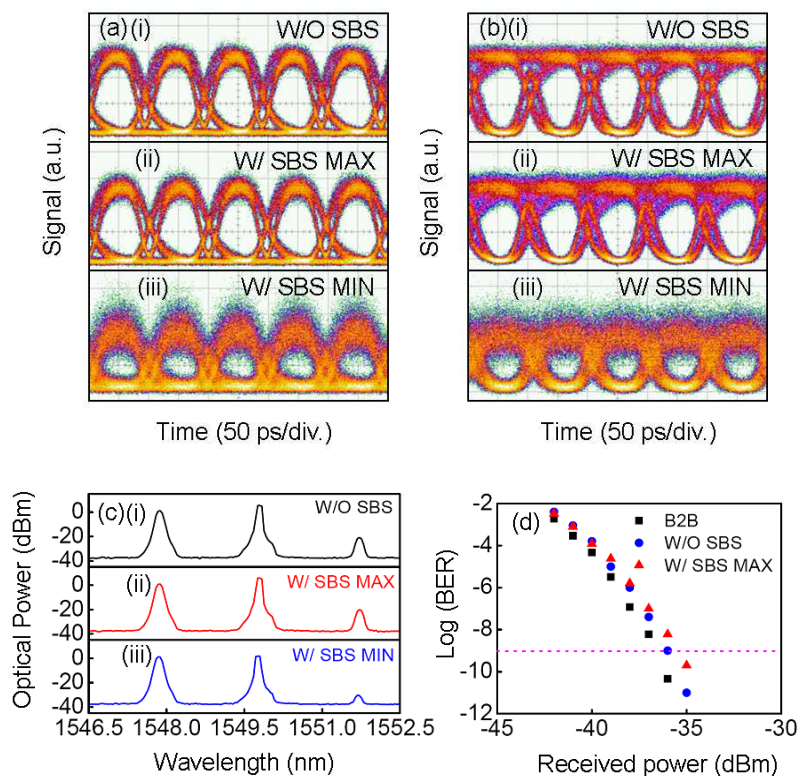 (a)(i) W/O SBS
(ii) W/ SBS MAX
(iii) W/ SBS MIN
Signal (a.u.)
Time (50 ps/div.)
(b)(i) W/O SBS
(ii) W/ SBS MAX
(iii) W/ SBS MIN
Signal (a.u.)
Time (50 ps/div.)
(c)(i) W/O SBS
(ii) W/ SBS MAX
(iii) W/ SBS MIN
Optical Power (dBm)
0
-20
-40
0
-20
-40
0
-20
-40
1546.5 1548.0 1549.5 1551.0 1552.5
Wavelength (nm)
(d)
B2B
W/O SBS
W/ SBS MAX
Log (BER)
-2
-4
-6
-8
-10
-12
-45 -40 -35 -30
Received power (dBm)